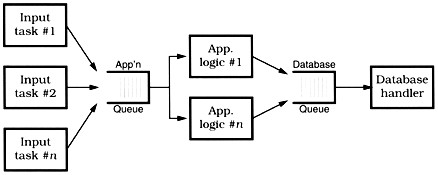 Input
task #1
Input
task #2
Input
task #n
App'n
Queue
App.
logic #1
App.
logic #n
Database
Queue
Database
handler